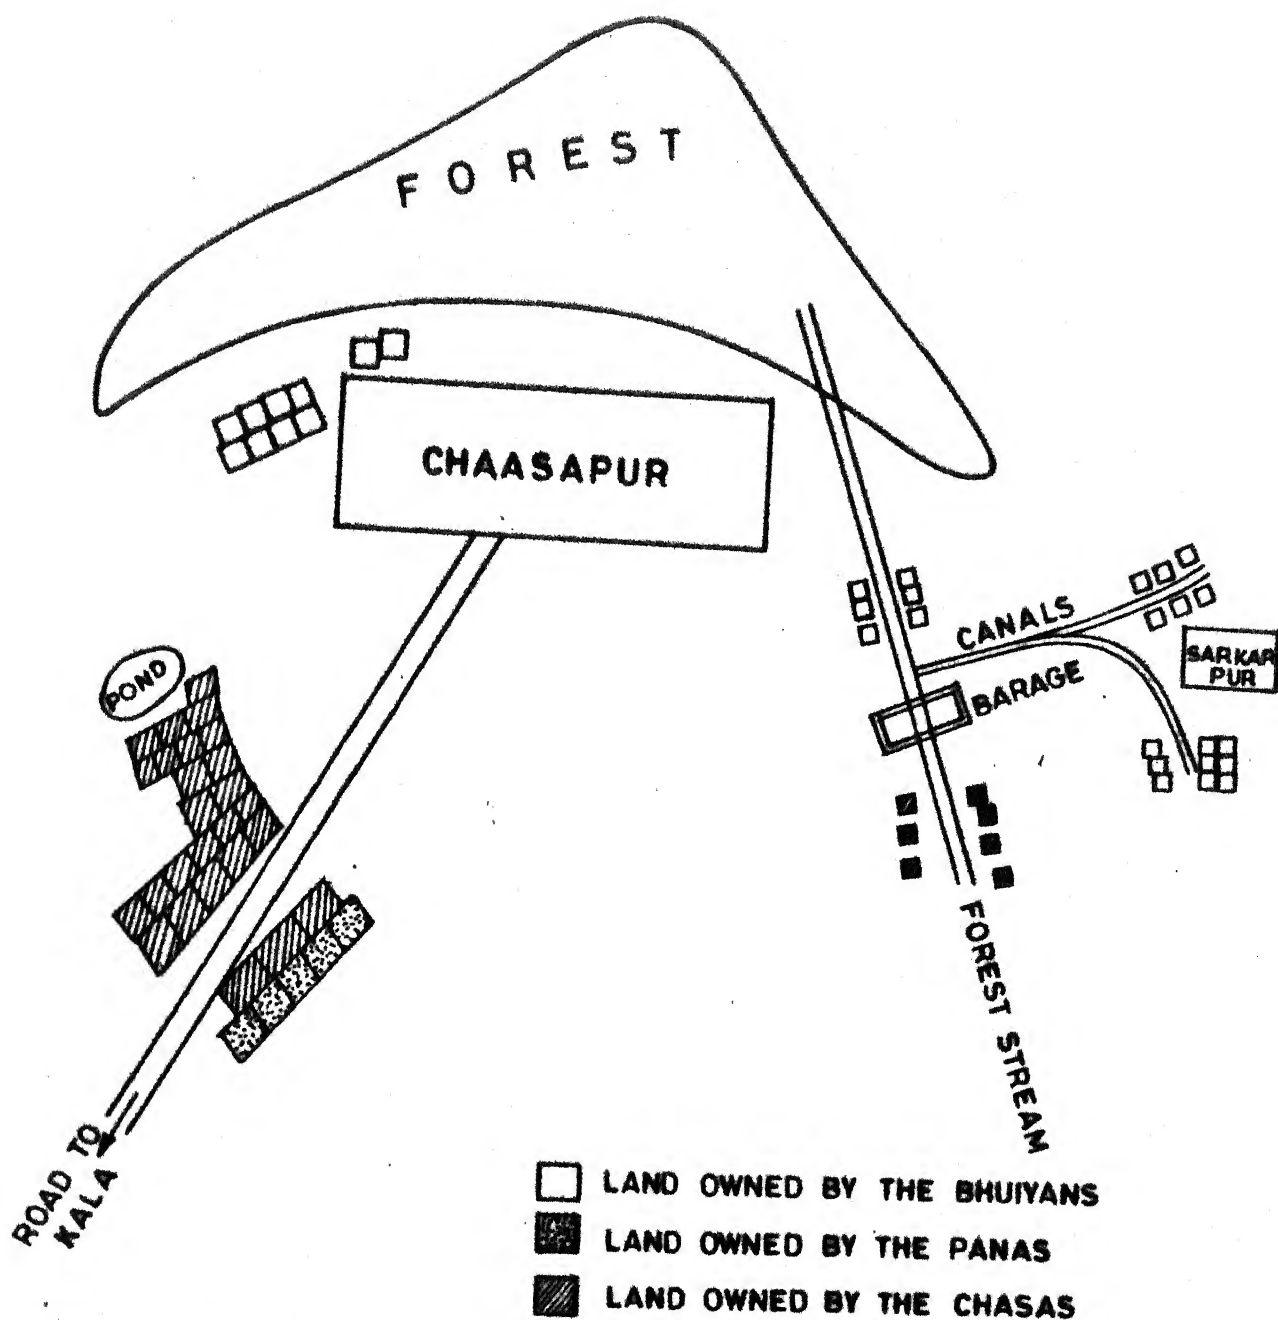 FOREST
CHAASAPUR
CANALS
SARKAR
PUR
POND
BARAGE
FOREST STREAM
ROAD TO
KALA
LAND OWNED BY THE BHUIYANS
LAND OWNED BY THE PANAS
LAND OWNED BY THE CHASAS